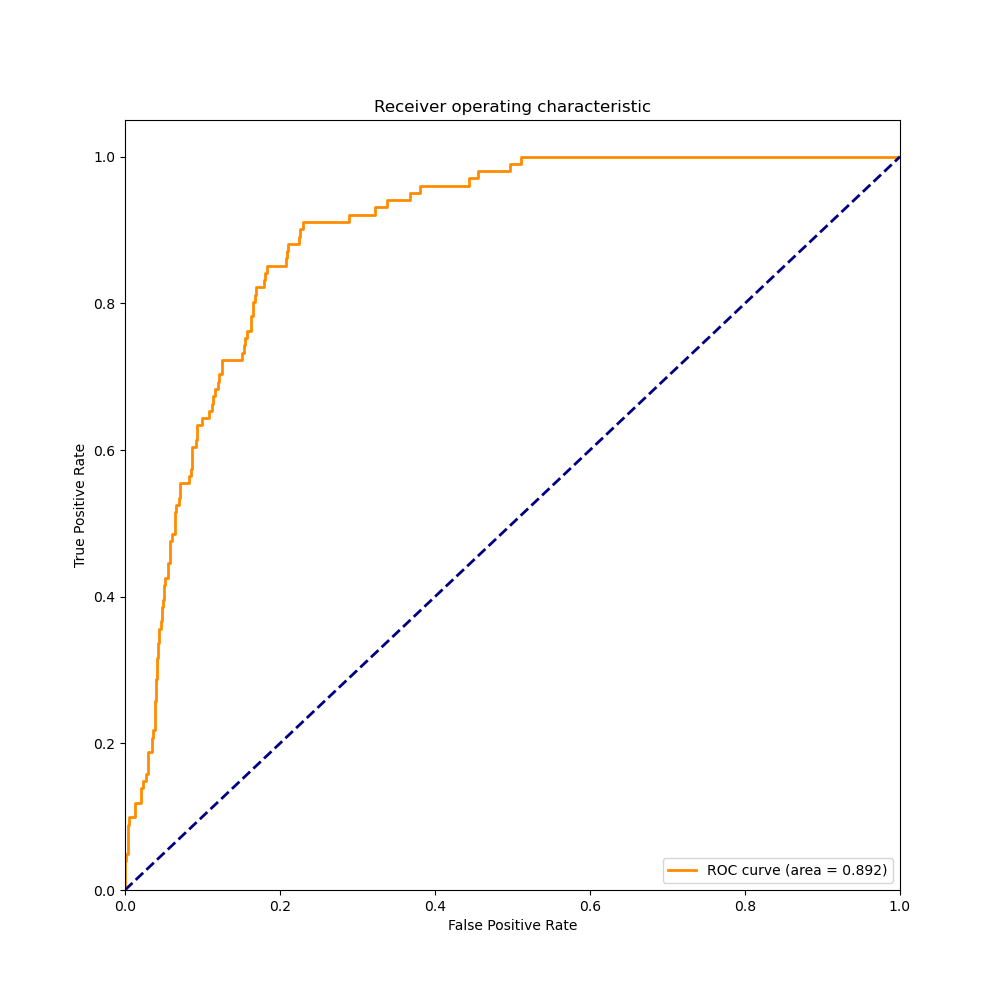 Receiver operating characteristic
1.0
0.8
0.6
0.4
0.2
0.0
True Positive Rate
ROC curve (area = 0.892)
0.0 0.2 0.4 0.6 0.8 1.0
False Positive Rate